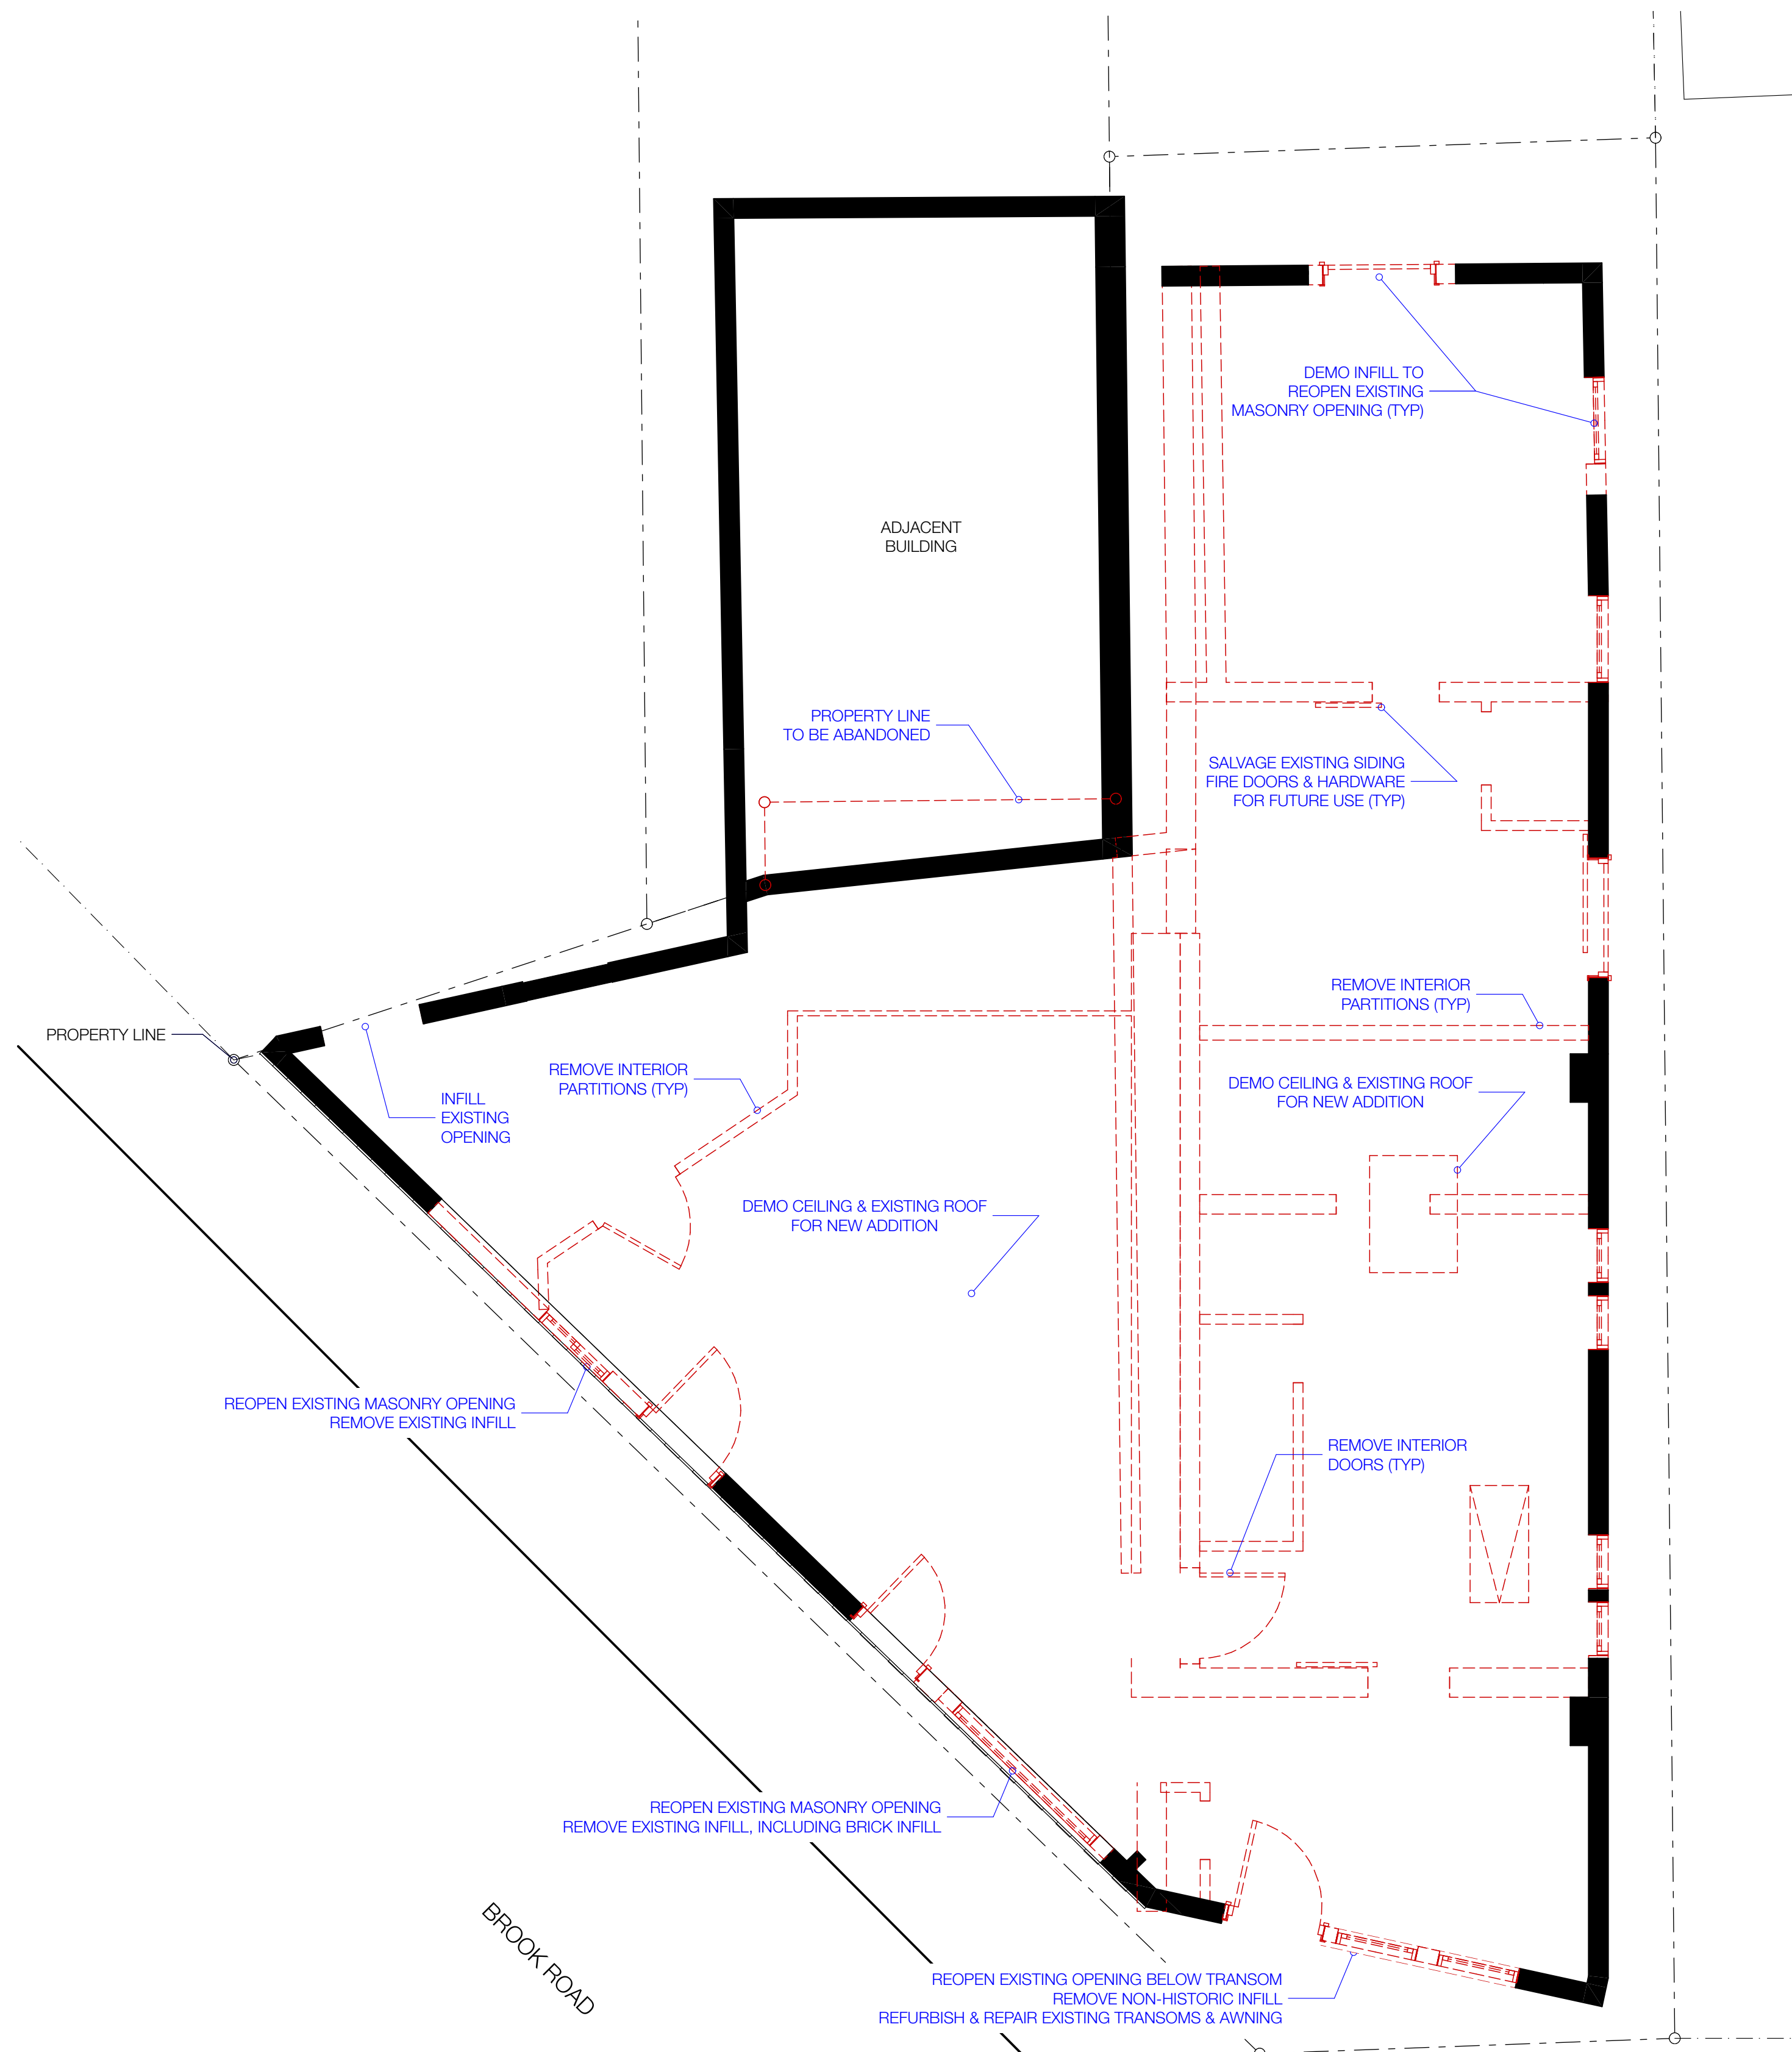 DEMO INFILL TO
REOPEN EXISTING
MASONRY OPENING (TYP)
ADJACENT
BUILDING
PROPERTY LINE
TO BE ABANDONED
SALVAGE EXISTING SIDING
FIRE DOORS & HARDWARE
FOR FUTURE USE (TYP)
REMOVE INTERIOR
PARTITIONS (TYP)
PROPERTY LINE
REMOVE INTERIOR
PARTITIONS (TYP)
DEMO CEILING & EXISTING ROOF
FOR NEW ADDITION
INFILL
EXISTING
OPENING
DEMO CEILING & EXISTING ROOF
FOR NEW ADDITION
REOPEN EXISTING MASONRY OPENING
REMOVE EXISTING INFILL
REMOVE INTERIOR
DOORS (TYP)
REOPEN EXISTING MASONRY OPENING
REMOVE EXISTING INFILL, INCLUDING BRICK INFILL
BROOK ROAD
REOPEN EXISTING OPENING BELOW TRANSOM
REMOVE NON-HISTORIC INFILL
REFURBISH & REPAIR EXISTING TRANSOMS & AWNING